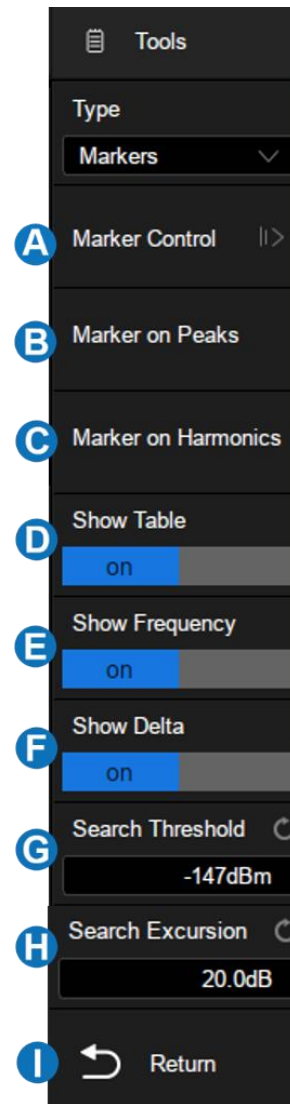 Tools
Type
Markers
A Marker Control
B Marker on Peaks
C Marker on Harmonics
D Show Table
on
E Show Frequency
on
F Show Delta
on
G Search Threshold
-147dBm
H Search Excursion
20.0dB
I Return